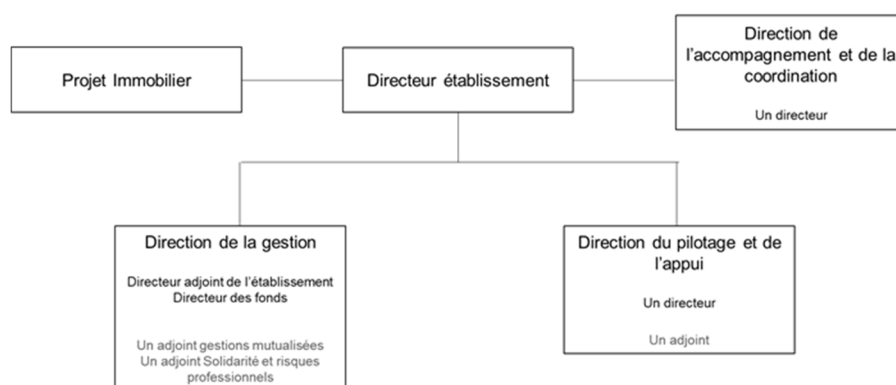 Projet Immobilier
Directeur établissement
Direction de
l'accompagnement et de la
coordination
Un directeur
Direction de la gestion
Directeur adjoint de l'établissement
Directeur des fonds
Un adjoint gestions mutualisées
Un adjoint Solidarité et risques
professionnels
Direction du pilotage et de
l'appui
Un directeur
Un adjoint